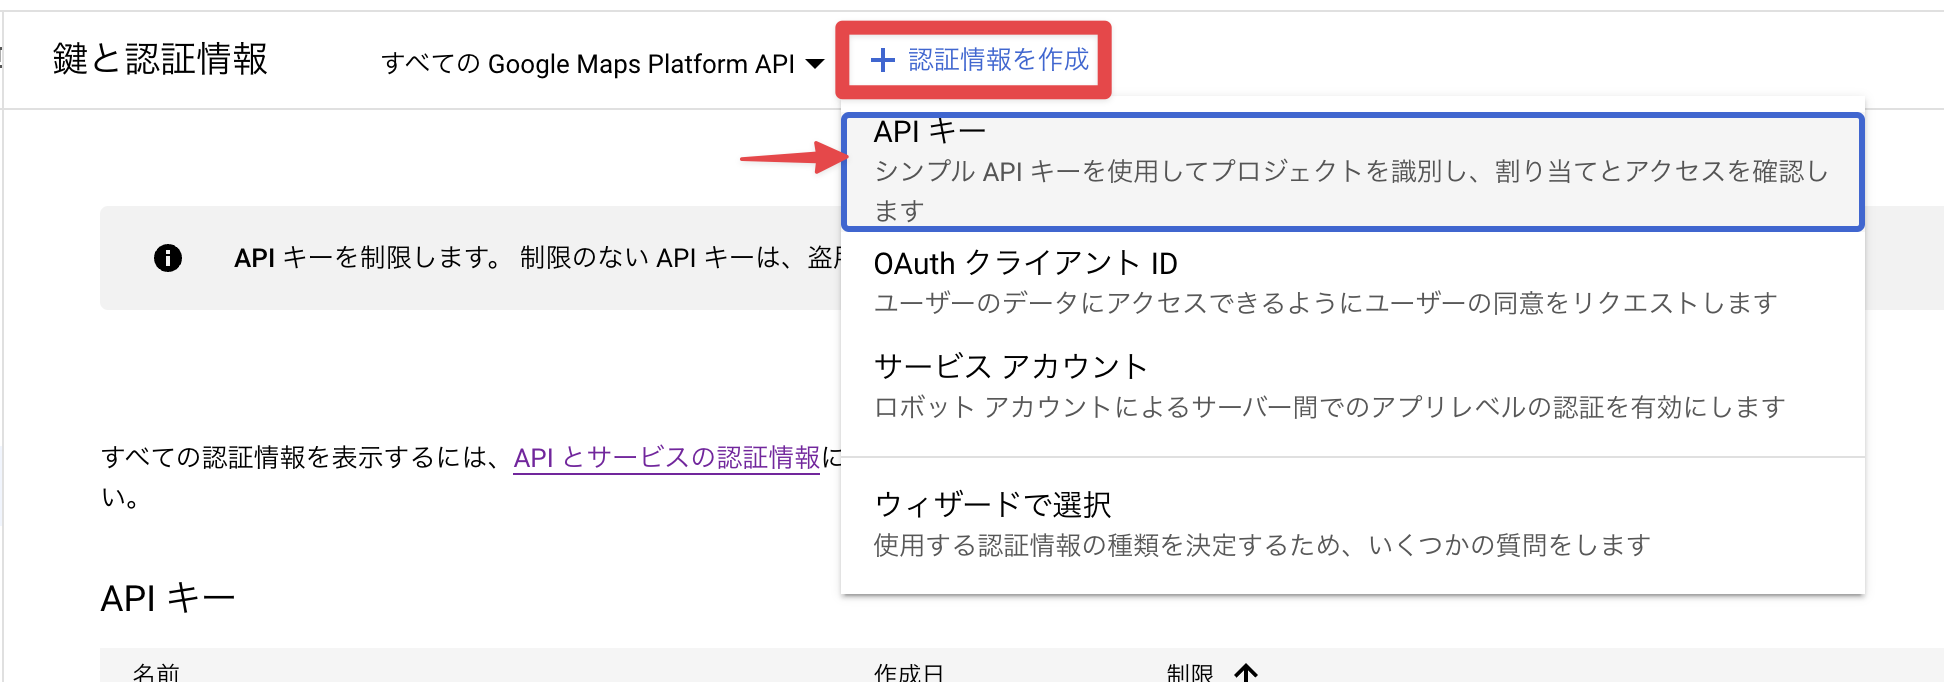 鍵と認証情報
すべての Google Maps Platform API
認証情報を作成
API キー
シンプル API キーを使用してプロジェクトを識別し、割り当てとアクセスを確認し
ます
OAuth クライアント ID
ユーザーのデータにアクセスできるようにユーザーの同意をリクエストします
サービス アカウント
ロボット アカウントによるサーバー間でのアプリレベルの認証を有効にします
ウィザードで選択
使用する認証情報の種類を決定するため、いくつかの質問をします
API キーを制限します。 制限のない API キーは、盗
すべての認証情報を表示するには、API とサービスの認証情報に
い。
API キー
名前
作成日
制限